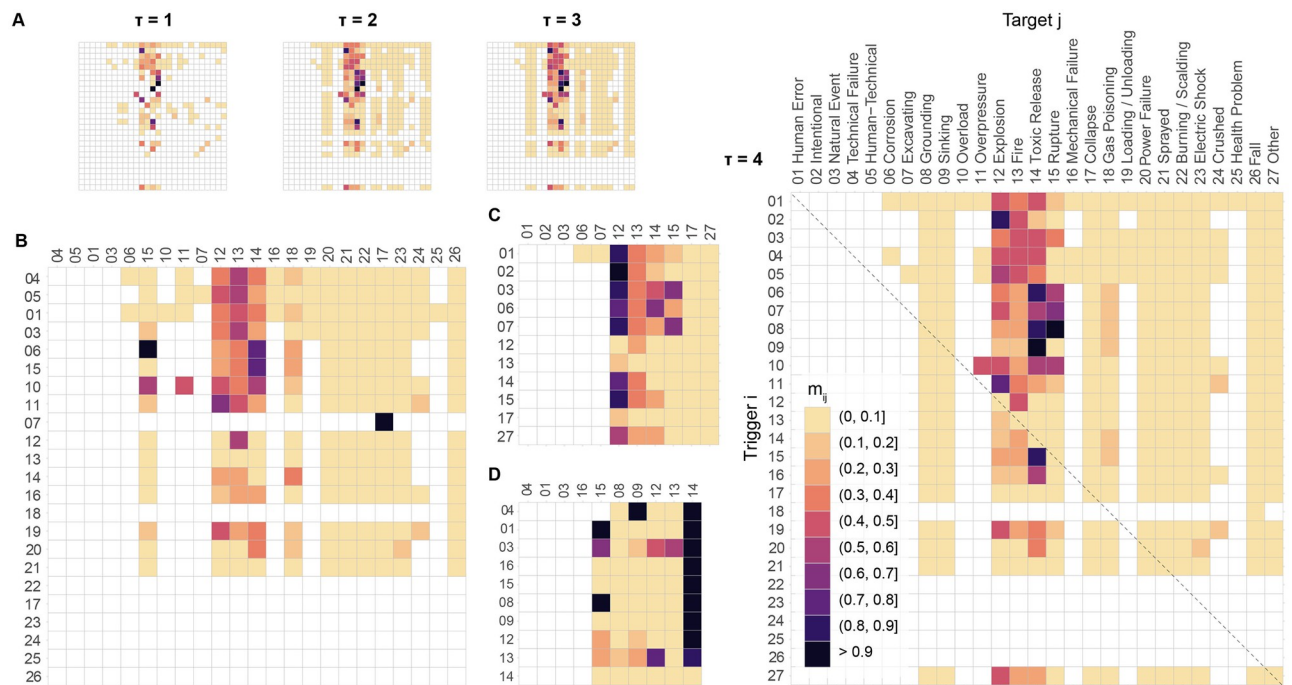 A
τ = 1
τ = 2
τ = 3
Target j
τ = 4
01 Human Error
02 Intentional
03 Natural Event
04 Technical Failure
05 Human−Technical
06 Corrosion
07 Excavating
08 Grounding
09 Sinking
10 Overload
11 Overpressure
12 Explosion
13 Fire
14 Toxic Release
15 Rupture
16 Mechanical Failure
17 Collapse
18 Gas Poisoning
19 Loading / Unloading
20 Power Failure
21 Sprayed
22 Burning / Scalding
23 Electric Shock
24 Crushed
25 Health Problem
26 Fall
27 Other
Trigger i
01
02
03
04
05
06
07
08
09
10
11
12
13
14
15
16
17
18
19
20
21
22
23
24
25
26
27
mij
(0, 0.1]
(0.1, 0.2]
(0.2, 0.3]
(0.3, 0.4]
(0.4, 0.5]
(0.5, 0.6]
(0.6, 0.7]
(0.7, 0.8]
(0.8, 0.9]
> 0.9
B
04 05 01 03 06 15 10 11 07 12 13 14 16 18 19 20 21 22 17 23 24 25 26
04
05
01
03
06
15
10
11
07
12
13
14
16
18
19
20
21
22
17
23
24
25
26
C
01 02 03 06 07 12 13 14 15 17 27
01
02
03
06
07
12
13
14
15
17
27
D
04 01 03 16 15 08 09 12 13 14
04
01
03
16
15
08
09
12
13
14